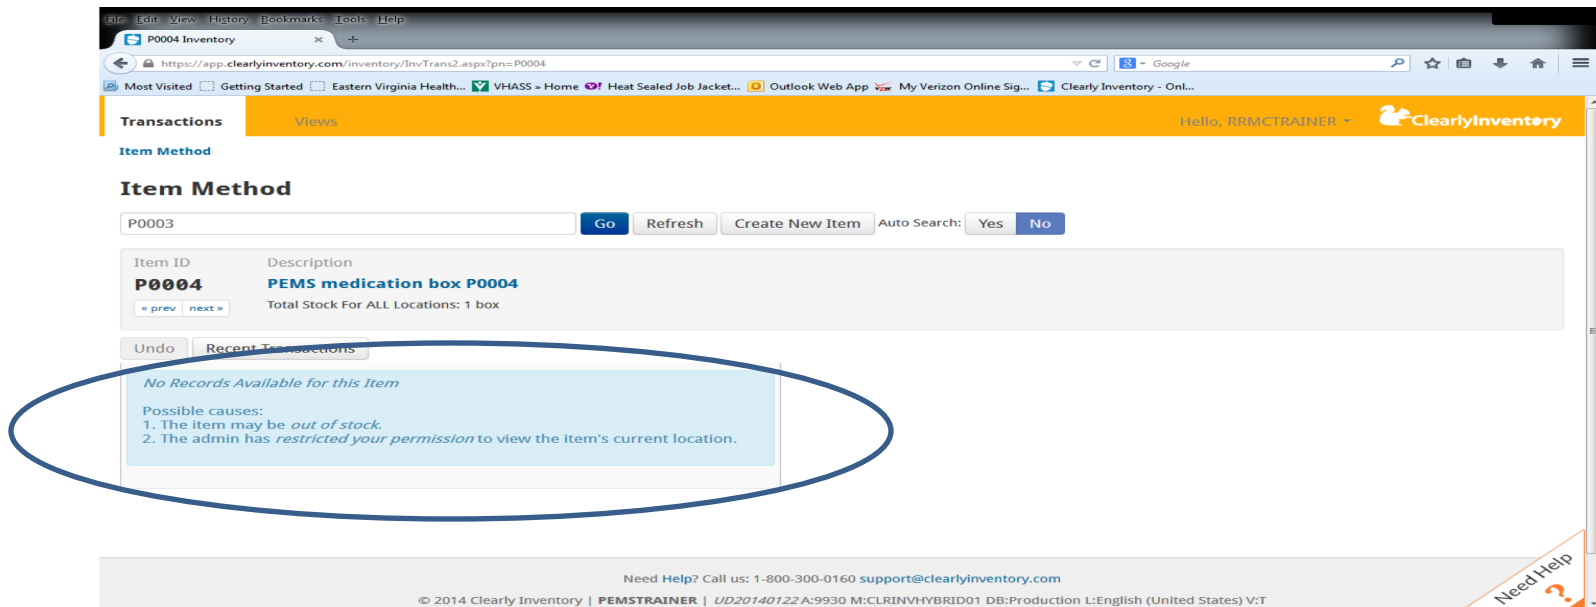 File Edit View History Bookmarks Tools Help
P0004 Inventory × +
https://app.clearlyinventory.com/inventory/InvTrans2.aspx?pn=P0004 8 Google
Most Visited Getting Started Eastern Virginia Health... VHASS » Home Heat Sealed Job Jacket... Outlook Web App My Verizon Online Sig... Clearly Inventory - Onl...
Transactions Views Hello, RRMCTRAINER ClearlyInventory
Item Method
Item Method
P0003 Go Refresh Create New Item Auto Search: Yes No
Item ID Description
P0004 PEMS medication box P0004
« prev next » Total Stock For ALL Locations: 1 box
Undo Recent Transactions
No Records Available for this Item
Possible causes:
1. The item may be out of stock.
2. The admin has restricted your permission to view the item's current location.
Need Help? Call us: 1-800-300-0160 support@clearlyinventory.com
© 2014 Clearly Inventory | PEMSTRAINER | UD20140122 A:9930 M:CLRINVHYBRID01 DB:Production L:English (United States) V:T
Need Help ?